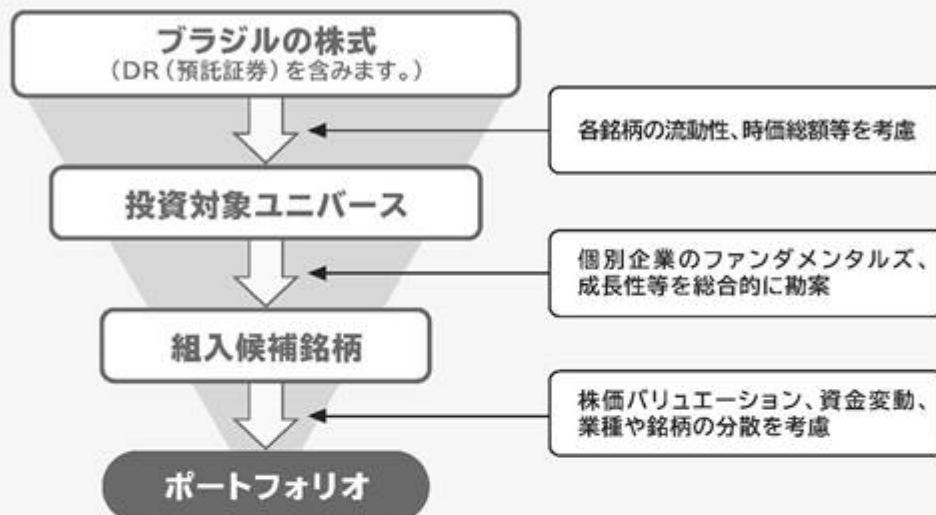 ブラジルの株式
(DR(預託証券)を含みます。)
各銘柄の流動性、時価総額等を考慮
投資対象ユニバース
個別企業のファンダメンタルズ、
成長性等を総合的に勘案
組入候補銘柄
株価バリュエーション、資金変動、
業種や銘柄の分散を考慮
ポートフォリオ